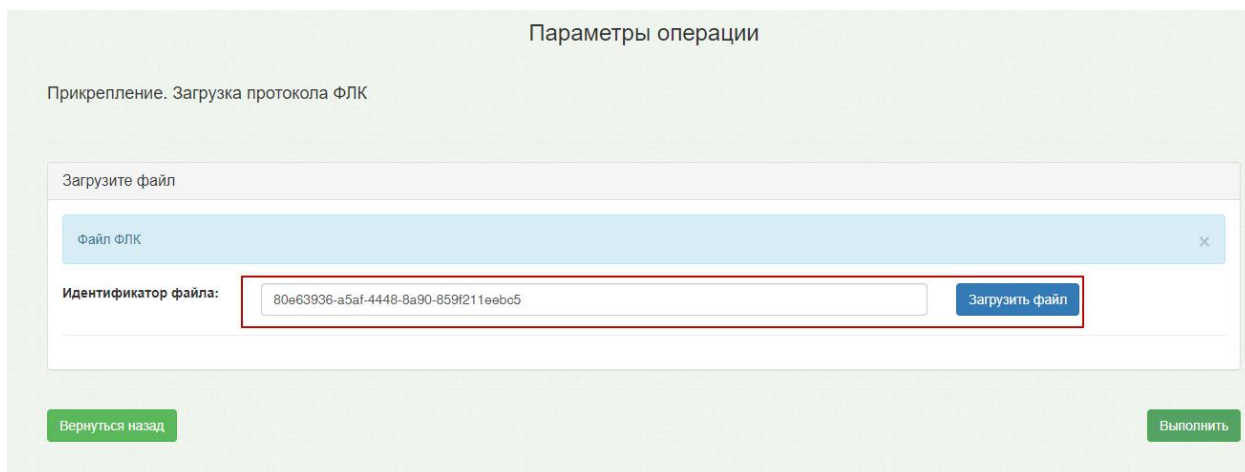 Параметры операции
Прикрепление. Загрузка протокола ФЛК
Загрузите файл
Файл ФЛК
×
Идентификатор файла:
80e63936-a5af-4448-8a90-859f211eebc5
Загрузить файл
Вернуться назад
Выполнить